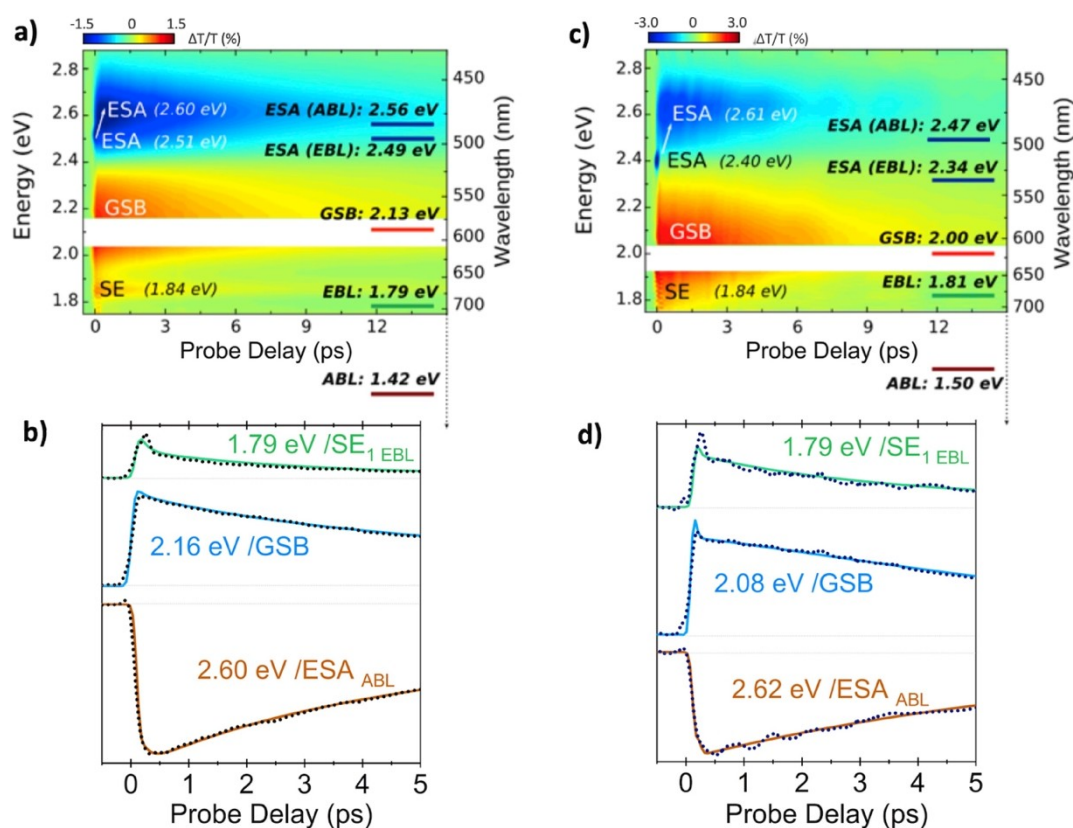 a)
-1.5 0 1.5
ΔT/T (%)
2.8
2.6
2.4
2.2
2.0
1.8
Energy (eV)
ESA (2.60 eV)
ESA (2.51 eV)
ESA (ABL): 2.56 eV
ESA (EBL): 2.49 eV
GSB
GSB: 2.13 eV
SE (1.84 eV)
EBL: 1.79 eV
450
500
550
600
650
700
Wavelength (nm)
0 3 6 9 12
Probe Delay (ps)
ABL: 1.42 eV
c)
-3.0 0 3.0
ΔT/T (%)
2.8
2.6
2.4
2.2
2.0
1.8
Energy (eV)
ESA (2.61 eV)
ESA (2.40 eV)
ESA (ABL): 2.47 eV
ESA (EBL): 2.34 eV
GSB
GSB: 2.00 eV
SE (1.84 eV)
EBL: 1.81 eV
450
500
550
600
650
700
Wavelength (nm)
0 3 6 9 12
Probe Delay (ps)
ABL: 1.50 eV
b)
1.79 eV /SE1 EBL
2.16 eV /GSB
2.60 eV /ESA ABL
0 1 2 3 4 5
Probe Delay (ps)
d)
1.79 eV /SE1 EBL
2.08 eV /GSB
2.62 eV /ESA ABL
0 1 2 3 4 5
Probe Delay (ps)